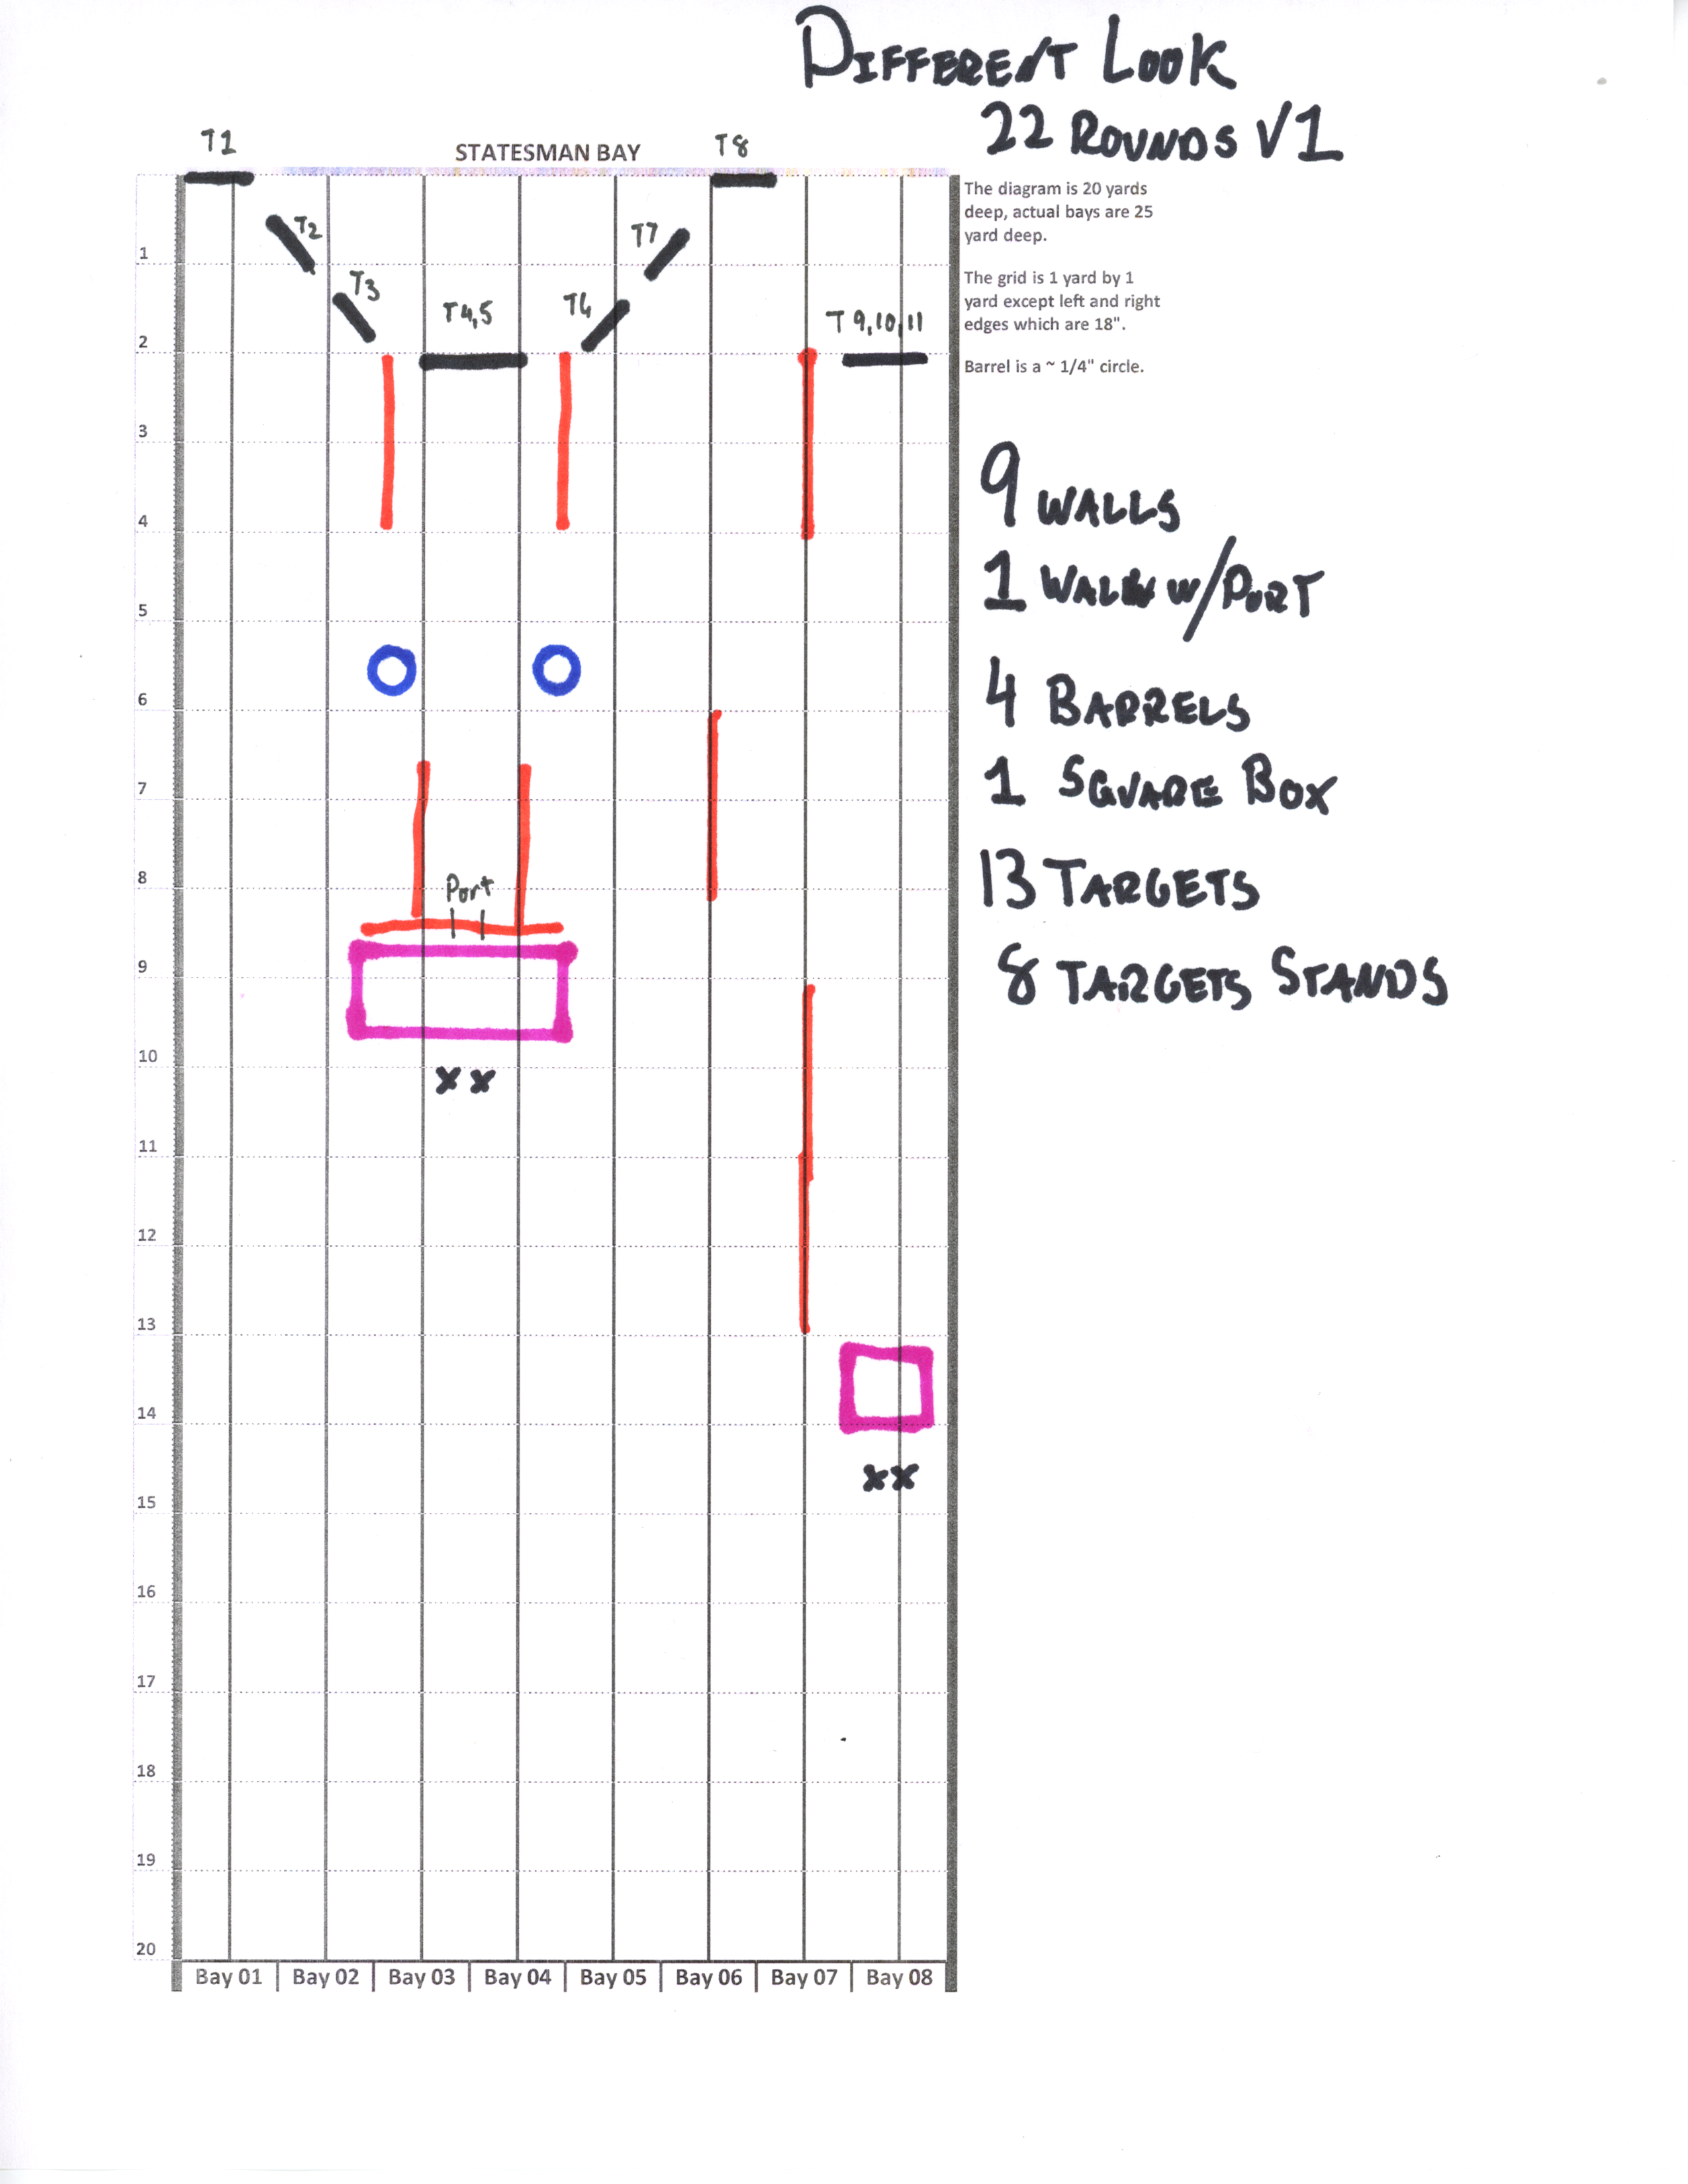 DIFFERENT LOOK
22 ROUNDS V1
T1
STATESMAN BAY
T8
The diagram is 20 yards
deep, actual bays are 25
yard deep.
The grid is 1 yard by 1
yard except left and right
edges which are 18".
Barrel is a ~ 1/4" circle.
T2
T7
1
T3
T4,5
T6
T 9,10,11
2
3
9 WALLS
4
1 WALL W/PORT
5
6
4 BARRELS
7
1 SQUARE BOX
8
Port
13 TARGETS
9
8 TARGETS STANDS
10
X X
11
12
13
14
XX
15
16
17
18
19
20
Bay 01 Bay 02 Bay 03 Bay 04 Bay 05 Bay 06 Bay 07 Bay 08